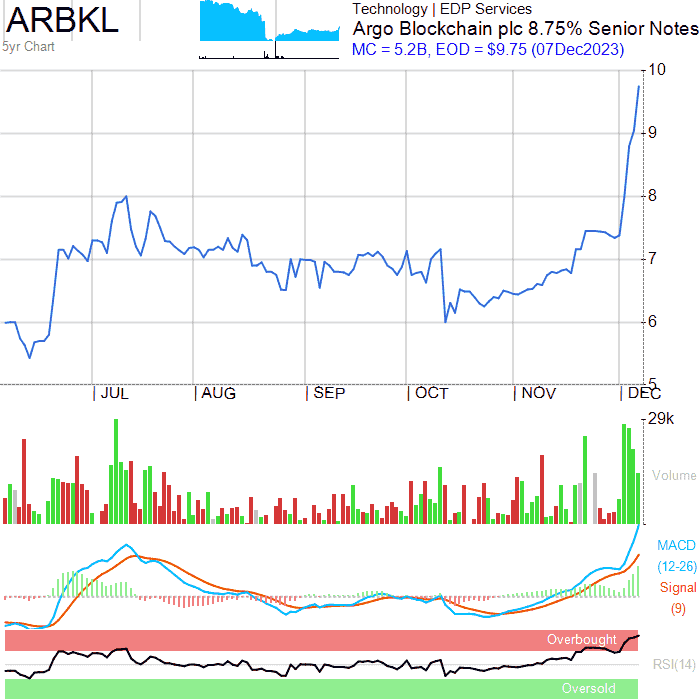 ARBKL
5yr Chart
Technology | EDP Services
Argo Blockchain plc 8.75% Senior Notes
MC = 5.2B, EOD = $9.75 (07Dec2023)
10
9
8
7
6
5
JUL AUG SEP OCT NOV DEC
29k
Volume
MACD
(12-26)
Signal
(9)
Overbought
RSI(14)
Oversold